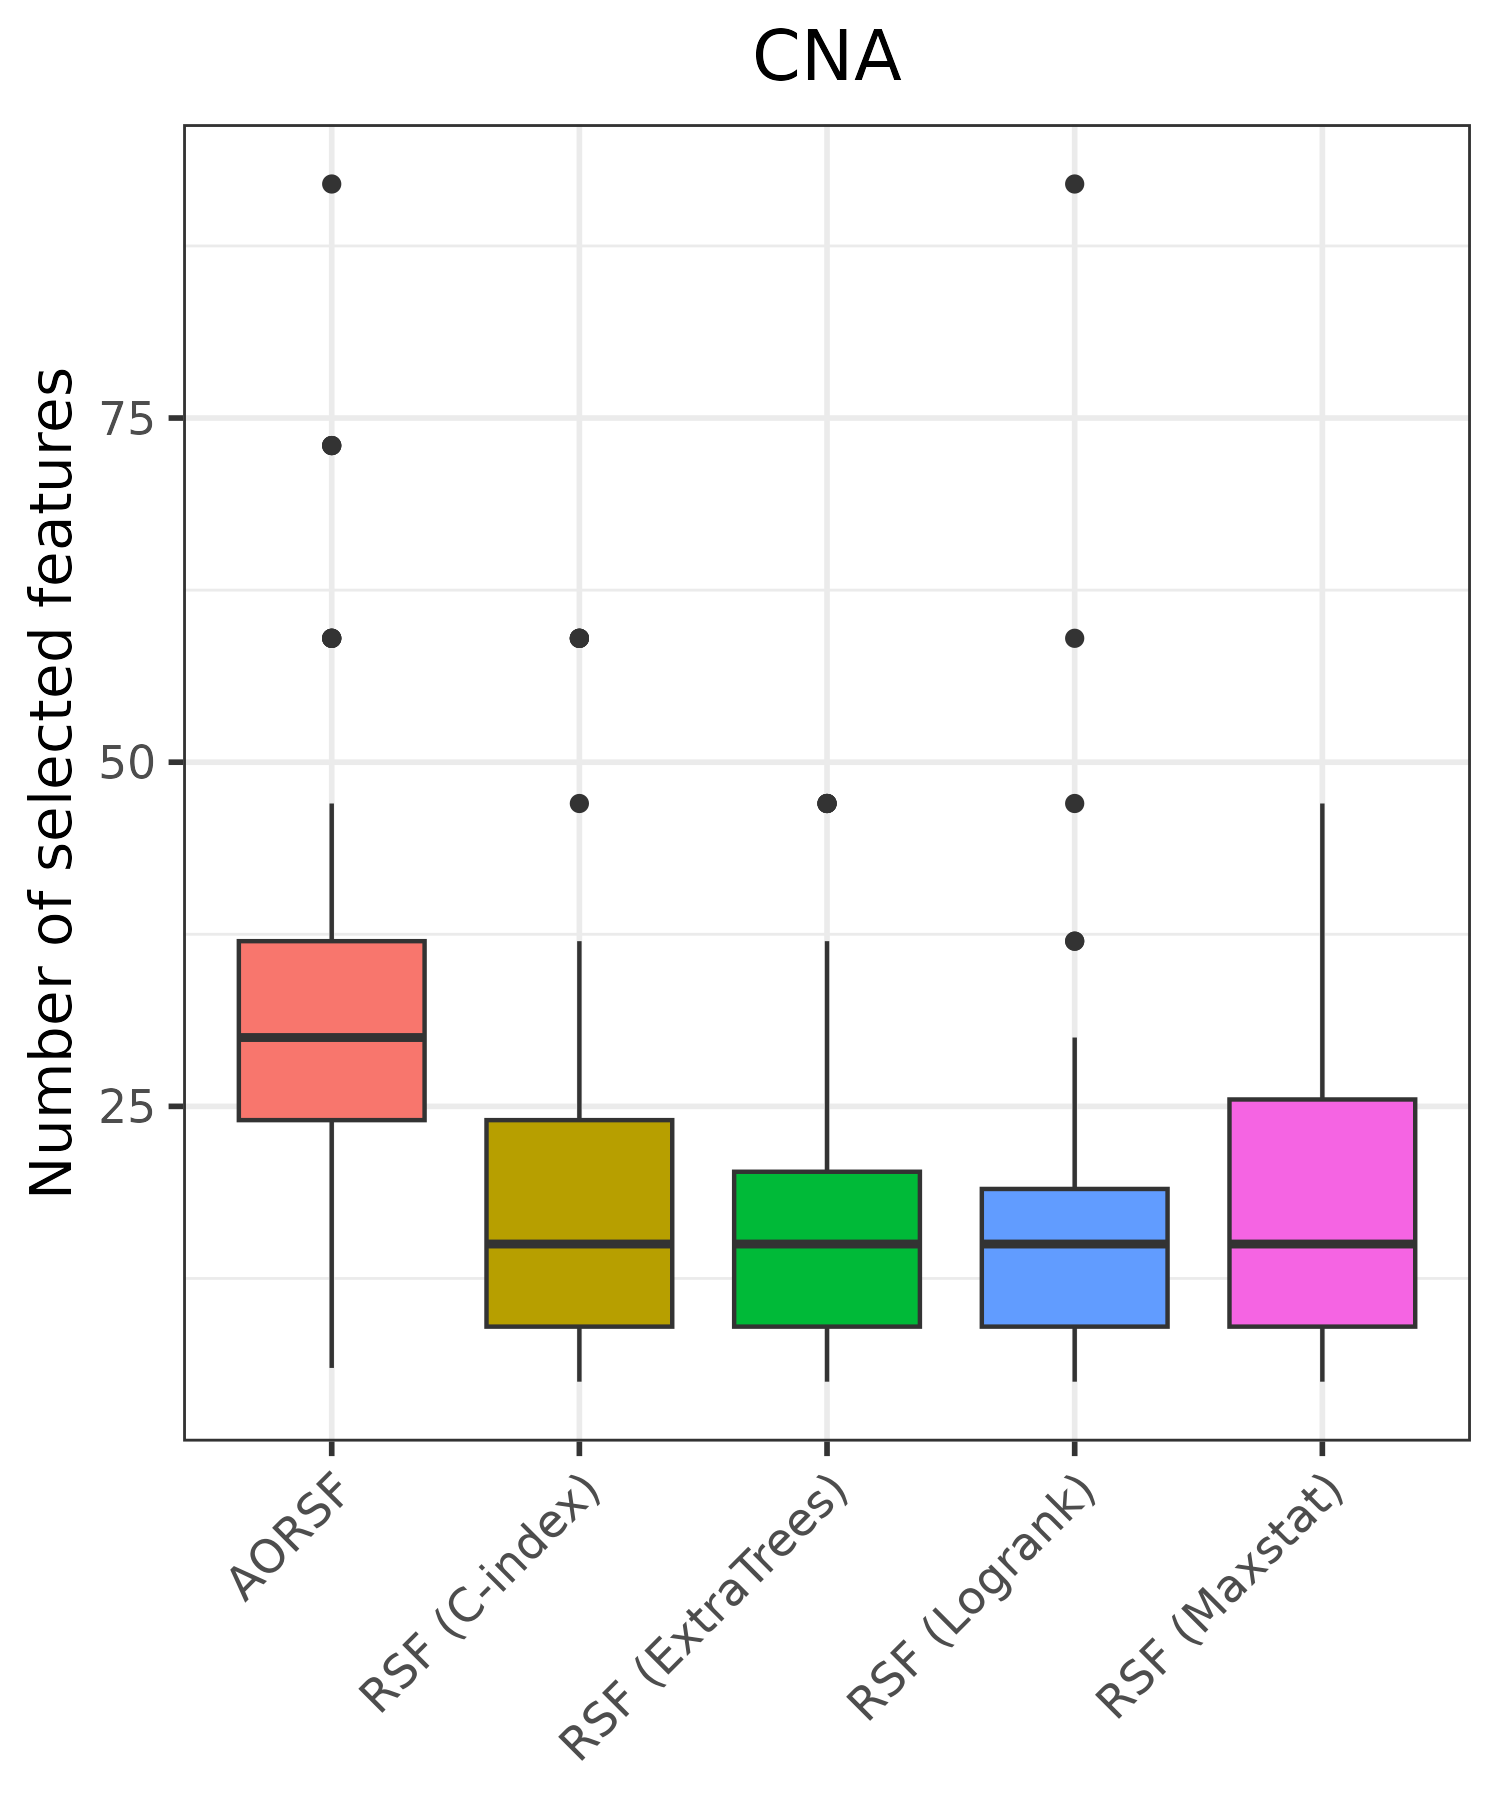 CNA
Number of selected features
75
50
25
AORSF
RSF (C-index)
RSF (ExtraTrees)
RSF (Logrank)
RSF (Maxstat)